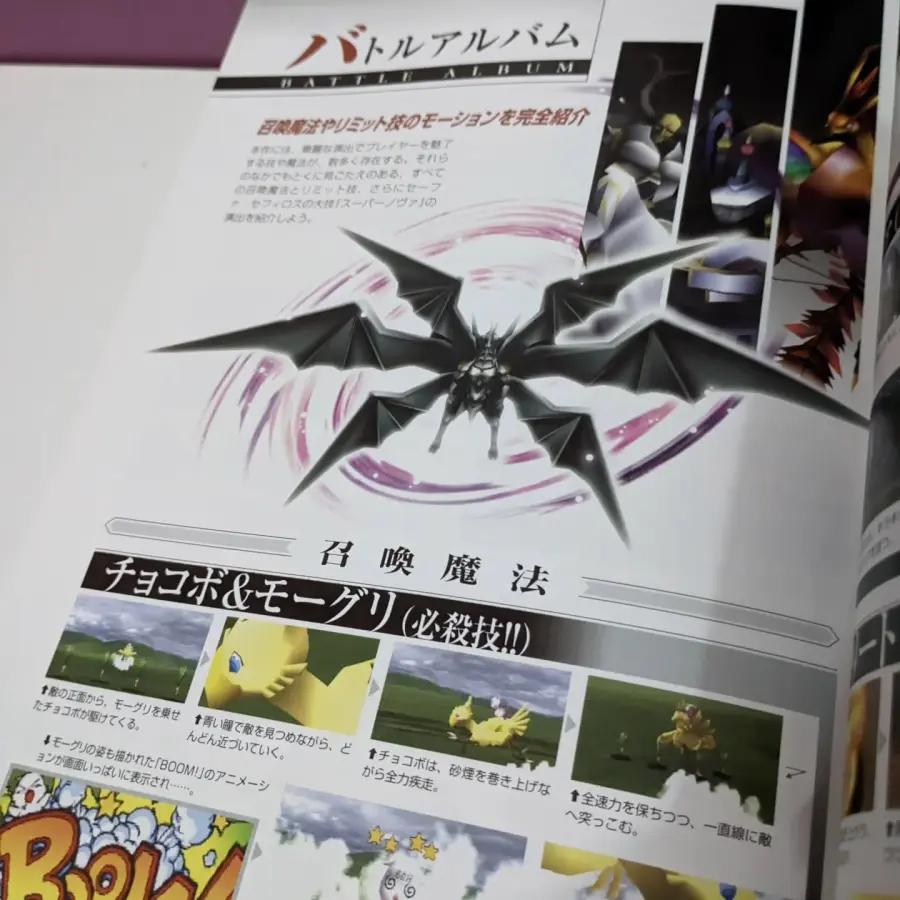 バトルアルバム
BATTLE ALBUM
召喚魔法やリミット技のモーションを完全紹介
本作には、華麗な演出でプレイヤーを魅了
する技や魔法が、数多く存在する。それら
のなかでもとくに見ごたえのある、すべて
の召喚魔法とリミット技、さらにセーフ
ァ・セフィロスの大技「スーパーノヴァ」の
演出を紹介しよう。
召喚魔法
チョコボ&モーグリ(必殺技!!)
⬆敵の正面から、モーグリを乗せ
たチョコボが駆けてくる。
⬆青い瞳で敵を見つめながら、ど
んどん近づいていく。
⬆チョコボは、砂煙を巻き上げな
がら全力疾走。
⬆全速力を保ちつつ、一直線に敵
へ突っこむ。
⬇モーグリの姿も描かれた「BOOM!」のアニメーシ
ョンが画面いっぱいに表示され……。